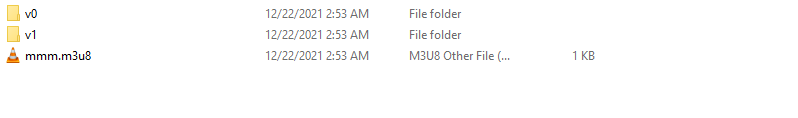 v0 12/22/2021 2:53 AM File folder
v1 12/22/2021 2:53 AM File folder
mmm.m3u8 12/22/2021 2:53 AM M3U8 Other File (... 1 KB